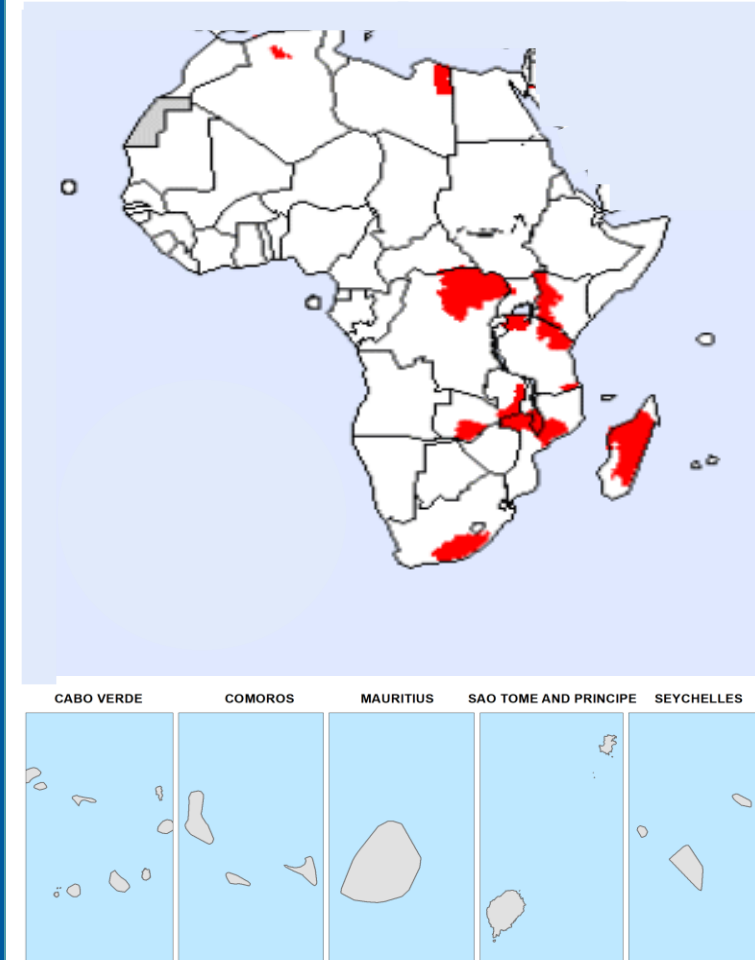 CABO VERDE
COMOROS
MAURITIUS
SAO TOME AND PRINCIPE
SEYCHELLES